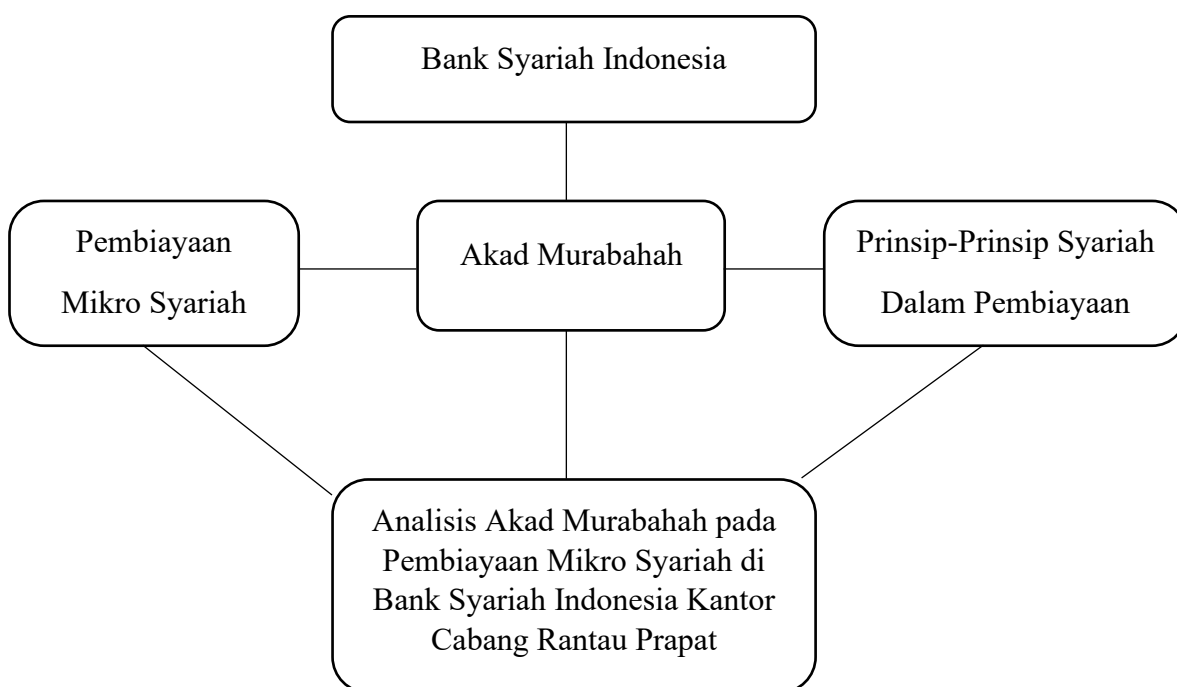 Bank Syariah Indonesia
Pembiayaan
Mikro Syariah
Akad Murabahah
Prinsip-Prinsip Syariah
Dalam Pembiayaan
Analisis Akad Murabahah pada
Pembiayaan Mikro Syariah di
Bank Syariah Indonesia Kantor
Cabang Rantau Prapat